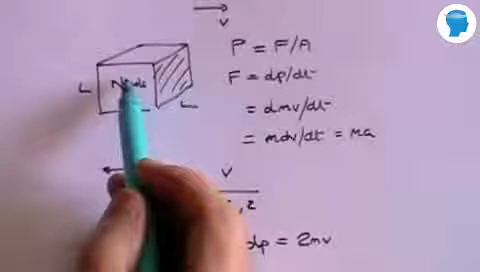 v
P = F/A
L
L
F = dp/dt
= dmv/dt
= mdv/dt = ma
v
dp = 2mv